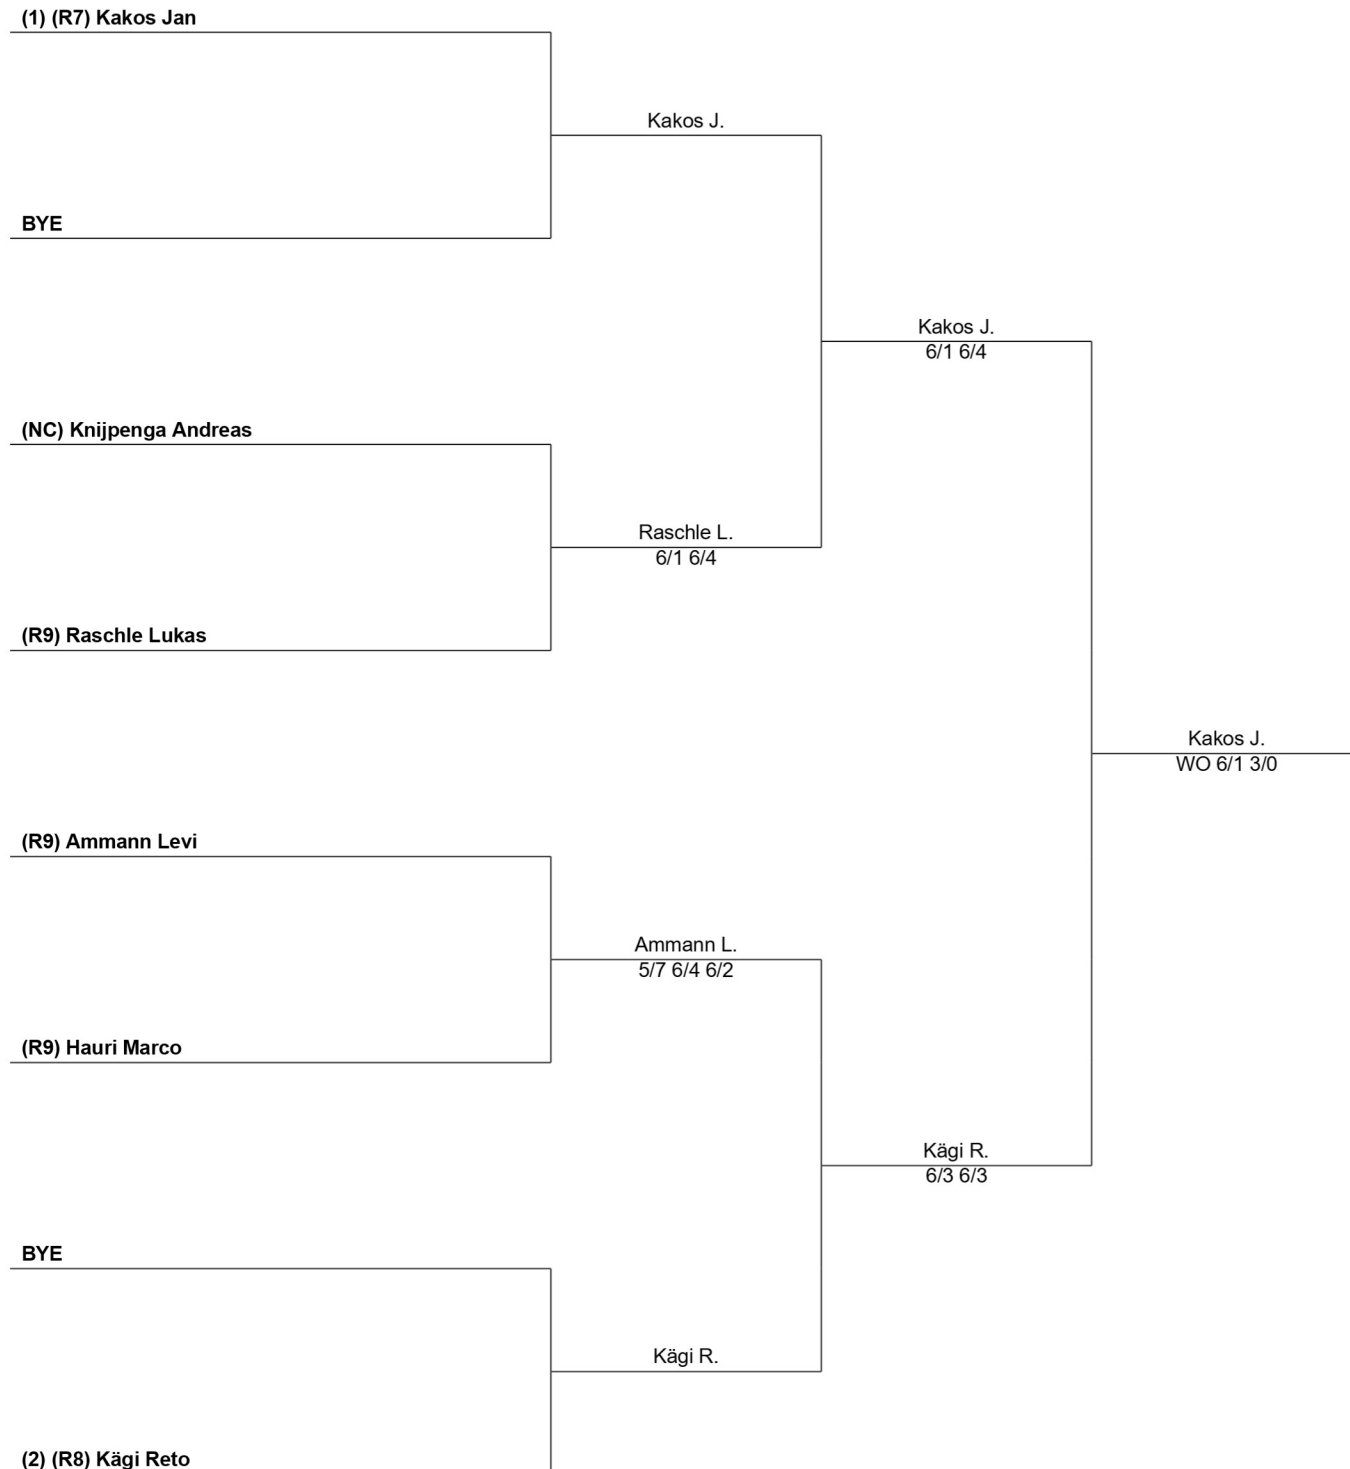 (1) (R7) Kakos Jan
Kakos J.
BYE
Kakos J.
6/1 6/4
(NC) Knijpenga Andreas
Raschle L.
6/1 6/4
(R9) Raschle Lukas
Kakos J.
WO 6/1 3/0
(R9) Ammann Levi
Ammann L.
5/7 6/4 6/2
(R9) Hauri Marco
Kägi R.
6/3 6/3
BYE
Kägi R.
(2) (R8) Kägi Reto